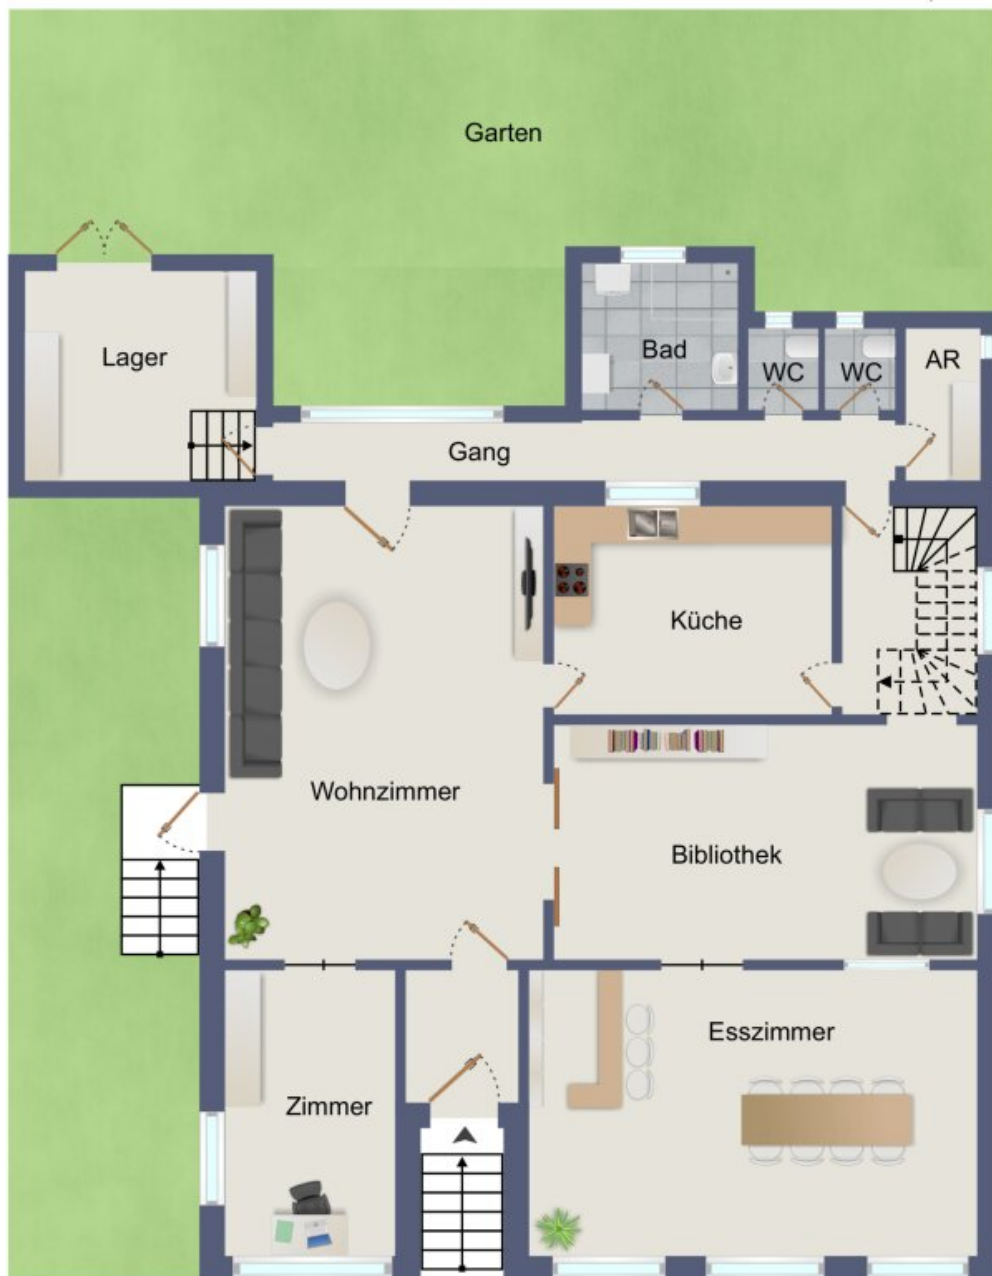 Garten
Lager
Bad
WC
WC
AR
Gang
Küche
Wohnzimmer
Bibliothek
Esszimmer
Zimmer